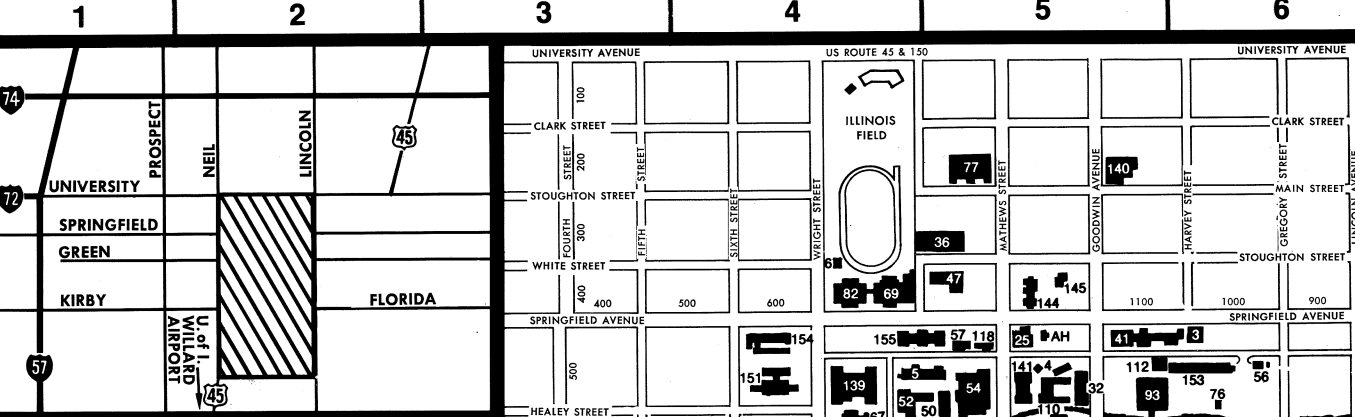 1 2 3 4 5 6
UNIVERSITY AVENUE US ROUTE 45 & 150 UNIVERSITY AVENUE
74
PROSPECT
NEIL
LINCOLN
45
72
UNIVERSITY
SPRINGFIELD
GREEN
KIRBY
FLORIDA
57
U. of I.
WILLARD
AIRPORT
45
100
ILLINOIS
FIELD
CLARK STREET
CLARK STREET
200
77
140
STOUGHTON STREET
MAIN STREET
FOURTH STREET
FIFTH STREET
SIXTH STREET
WRIGHT STREET
MATHEWS STREET
GOODWIN AVENUE
HARVEY STREET
GREGORY STREET
300
36
WHITE STREET
STOUGHTON STREET
6
47
145
400
400 500 600
82 69
144
1100 1000 900
SPRINGFIELD AVENUE
SPRINGFIELD AVENUE
154
155 57 118
25 AH
41 3
500
151
139
5
54
141 4
32
112
153
56
52 50
110
93
76
HEALEY STREET
67